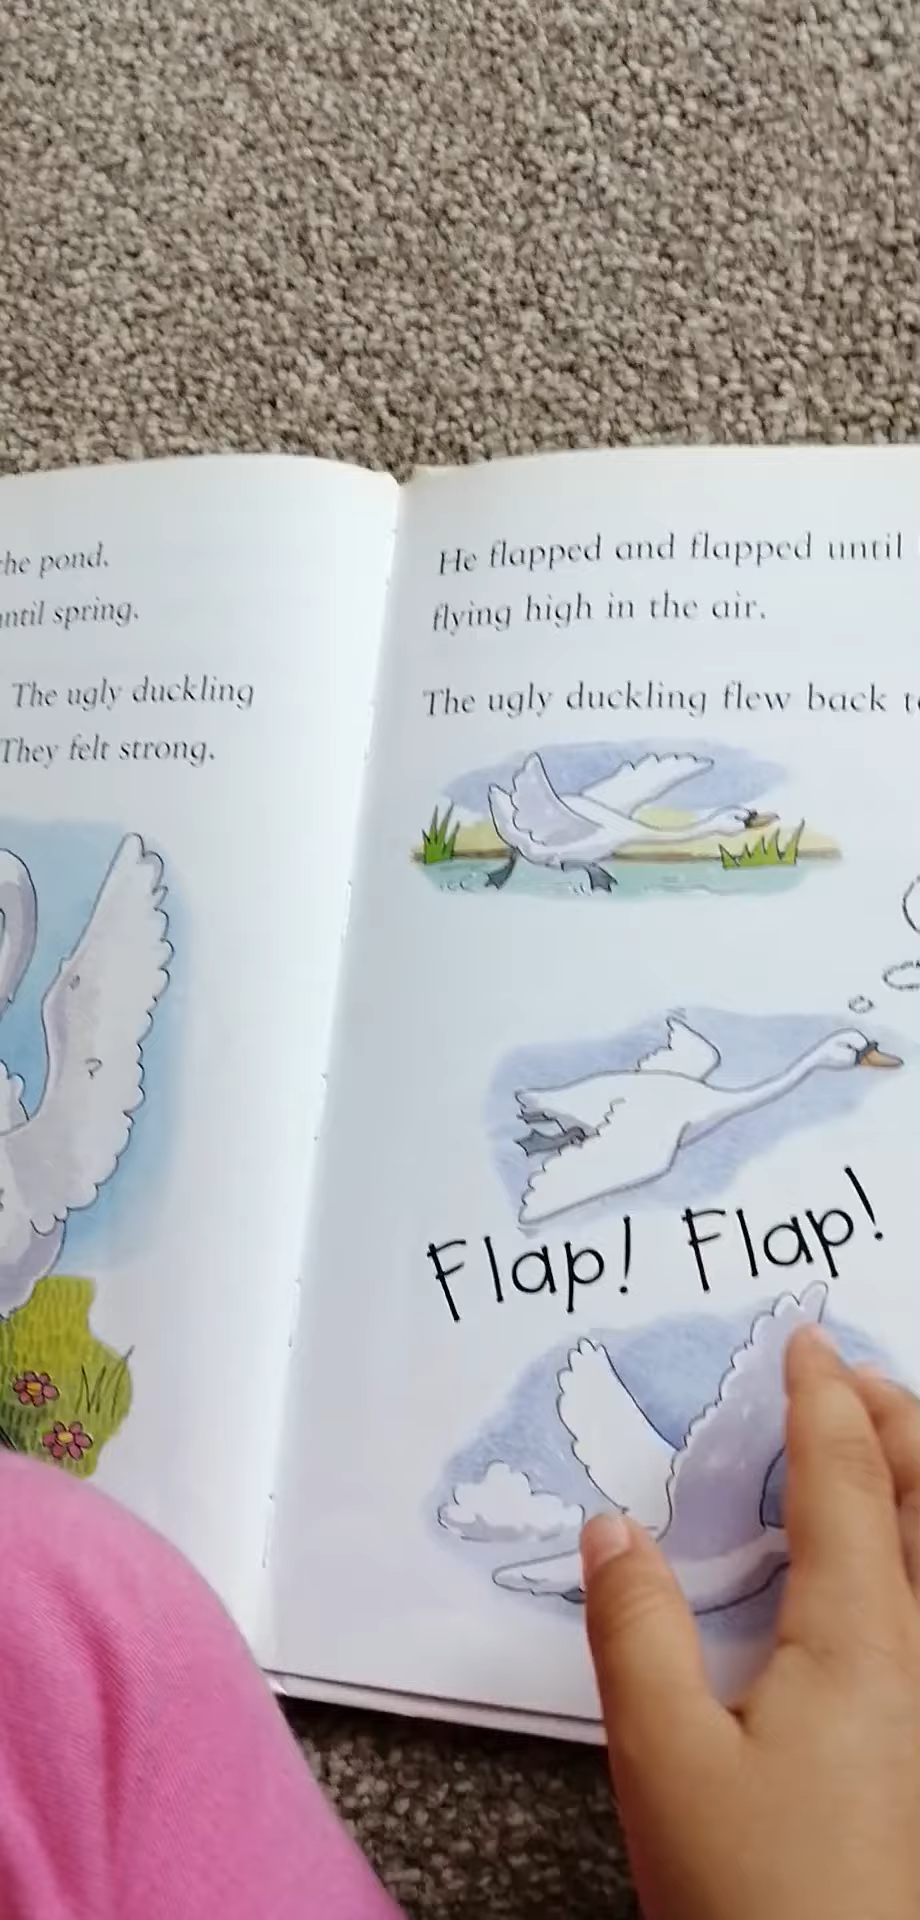 he pond.
ntil spring.
The ugly duckling
They felt strong.
He flapped and flapped until
flying high in the air.
The ugly duckling flew back
Flap! Flap!